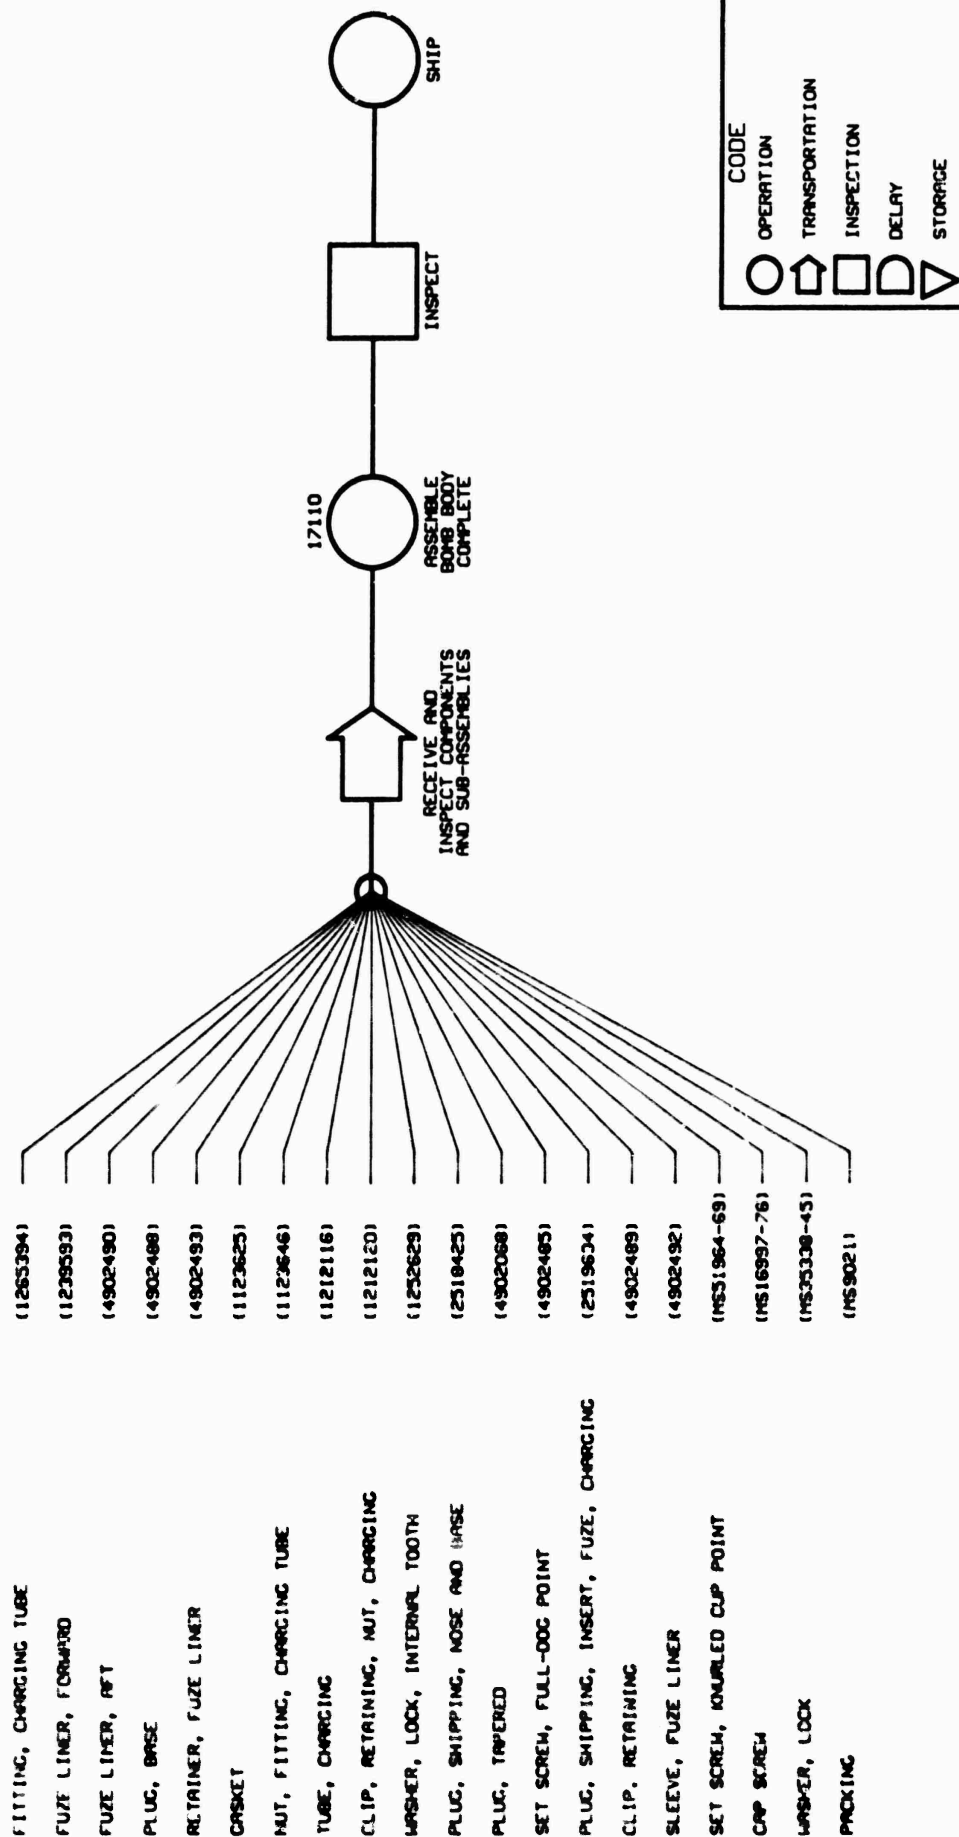 FITTING, CHARGING TUBE (1265394)
FUZE LINER, FORWARD (1239593)
FUZE LINER, AFT (4902490)
PLUG, BASE (4902488)
RETAINER, FUZE LINER (4902493)
GASKET (1123625)
NUT, FITTING, CHARGING TUBE (1123646)
TUBE, CHARGING (1212116)
CLIP, RETAINING, NUT, CHARGING (1212120)
WASHER, LOCK, INTERNAL TOOTH (1252629)
PLUG, SHIPPING, NOSE AND BASE (2518425)
PLUG, TAPERED (4902068)
SET SCREW, FULL-DOG POINT (4902485)
PLUG, SHIPPING, INSERT, FUZE, CHARGING (2519634)
CLIP, RETAINING (4902489)
SLEEVE, FUZE LINER (4902492)
SET SCREW, KNURLED CUP POINT (MS51964-69)
CAP SCREW (MS16997-76)
WASHER, LOCK (MS35338-45)
PACKING (MS9021)
RECEIVE AND
INSPECT COMPONENTS
AND SUB-ASSEMBLIES
17110
ASSEMBLE
BOMB BODY
COMPLETE
INSPECT
SHIP
CODE
OPERATION
TRANSPORTATION
INSPECTION
DELAY
STORAGE